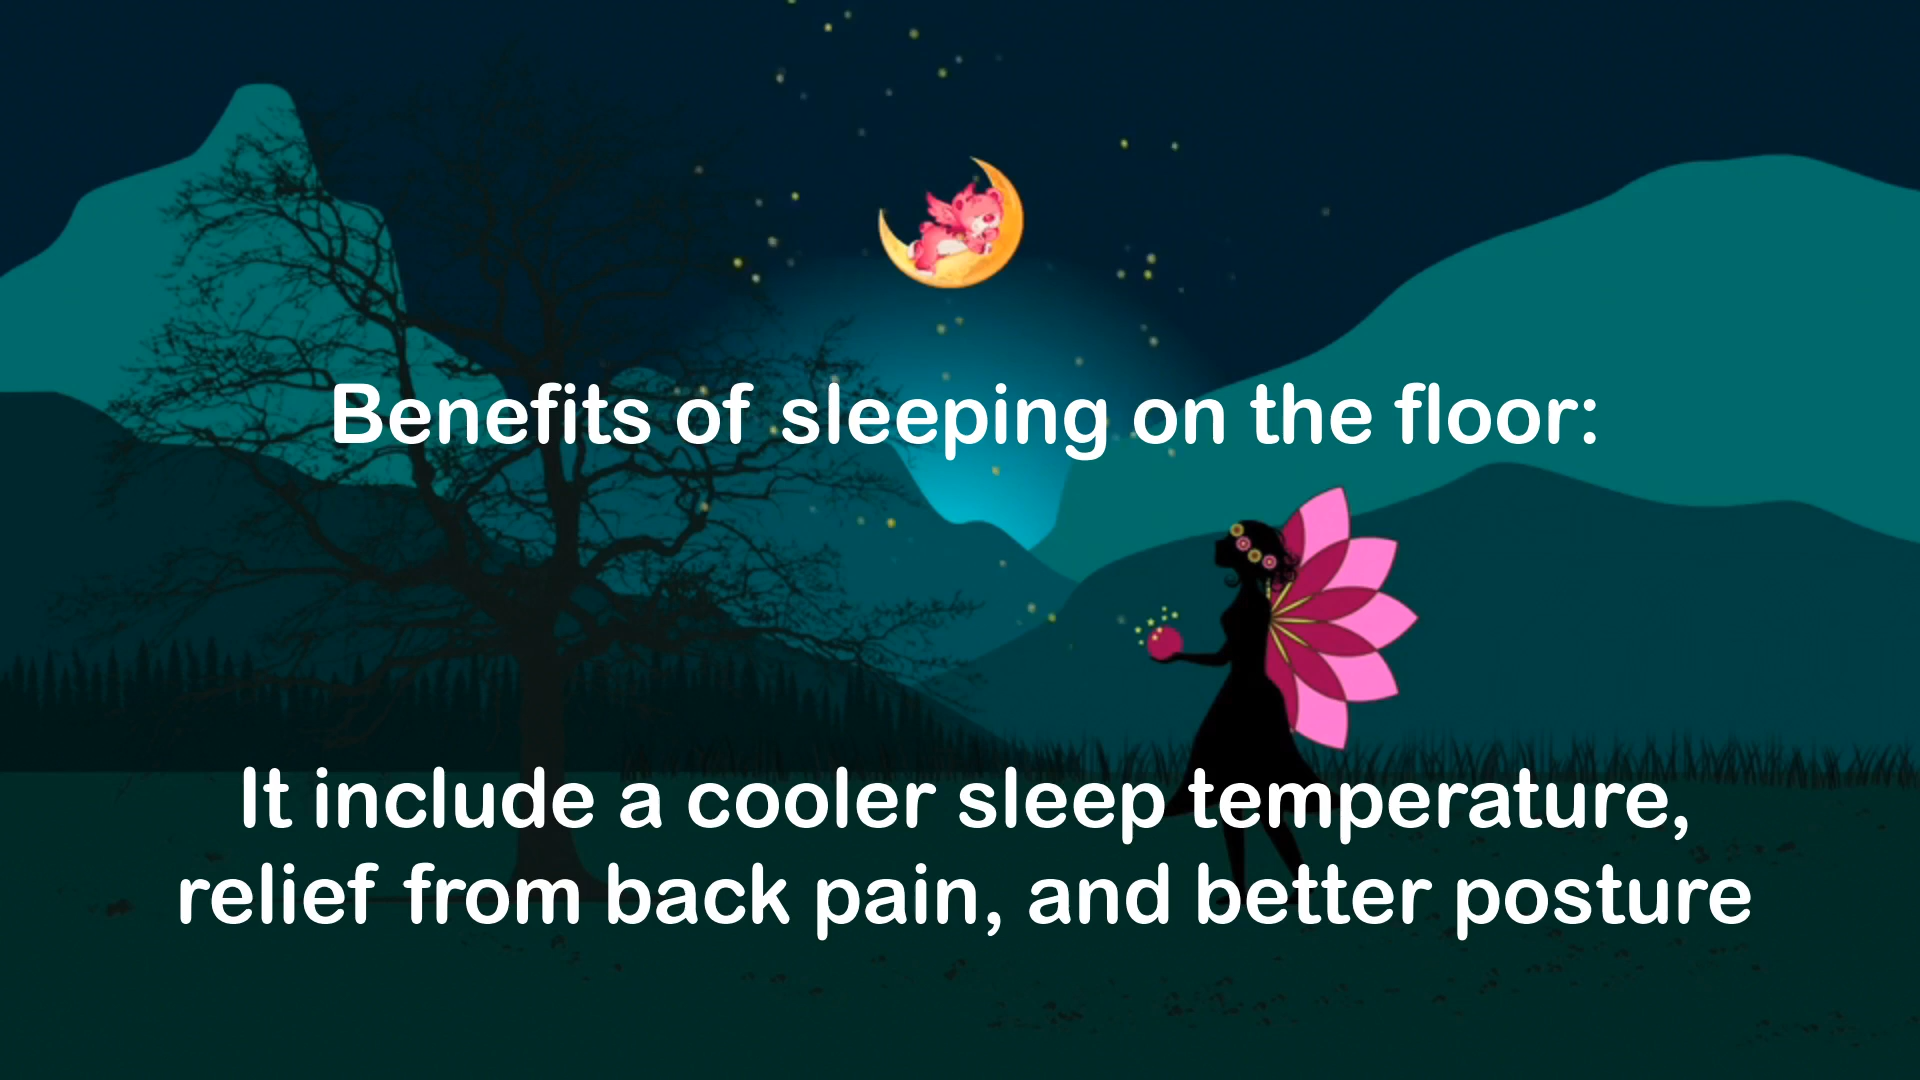 Benefits of sleeping on the floor:
It include a cooler sleep temperature,
relief from back pain, and better posture